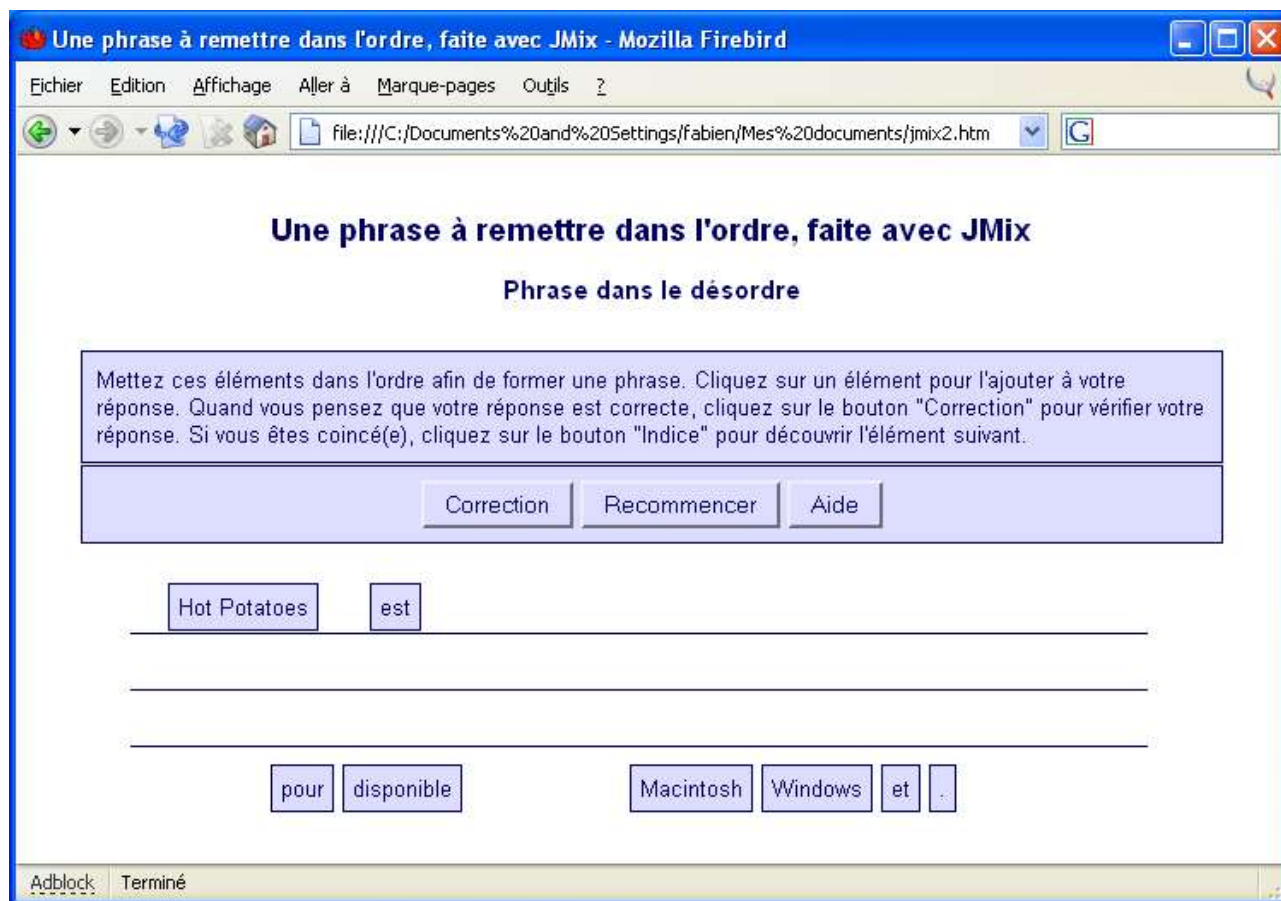 Une phrase à remettre dans l'ordre, faite avec JMix - Mozilla Firebird
Fichier Edition Affichage Aller à Marque-pages Outils ?
file:///C:/Documents%20and%20Settings/fabien/Mes%20documents/jmix2.htm G
Une phrase à remettre dans l'ordre, faite avec JMix
Phrase dans le désordre
Mettez ces éléments dans l'ordre afin de former une phrase. Cliquez sur un élément pour l'ajouter à votre
réponse. Quand vous pensez que votre réponse est correcte, cliquez sur le bouton "Correction" pour vérifier votre
réponse. Si vous êtes coincé(e), cliquez sur le bouton "Indice" pour découvrir l'élément suivant.
Correction Recommencer Aide
Hot Potatoes est
pour disponible Macintosh Windows et .
Adblock Terminé